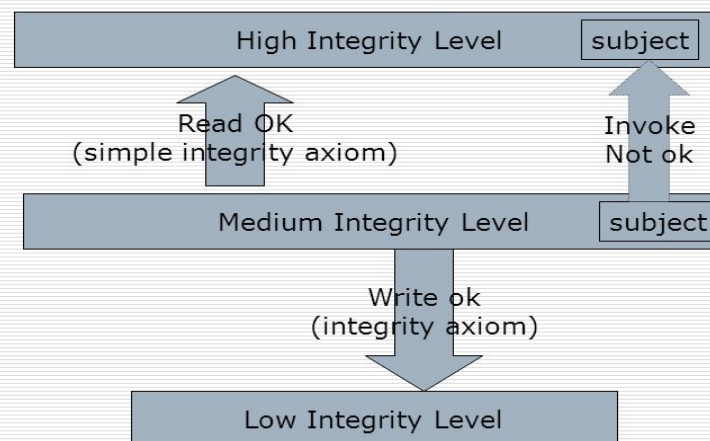 High Integrity Level
subject
Read OK
(simple integrity axiom)
Invoke
Not ok
Medium Integrity Level
subject
Write ok
(integrity axiom)
Low Integrity Level